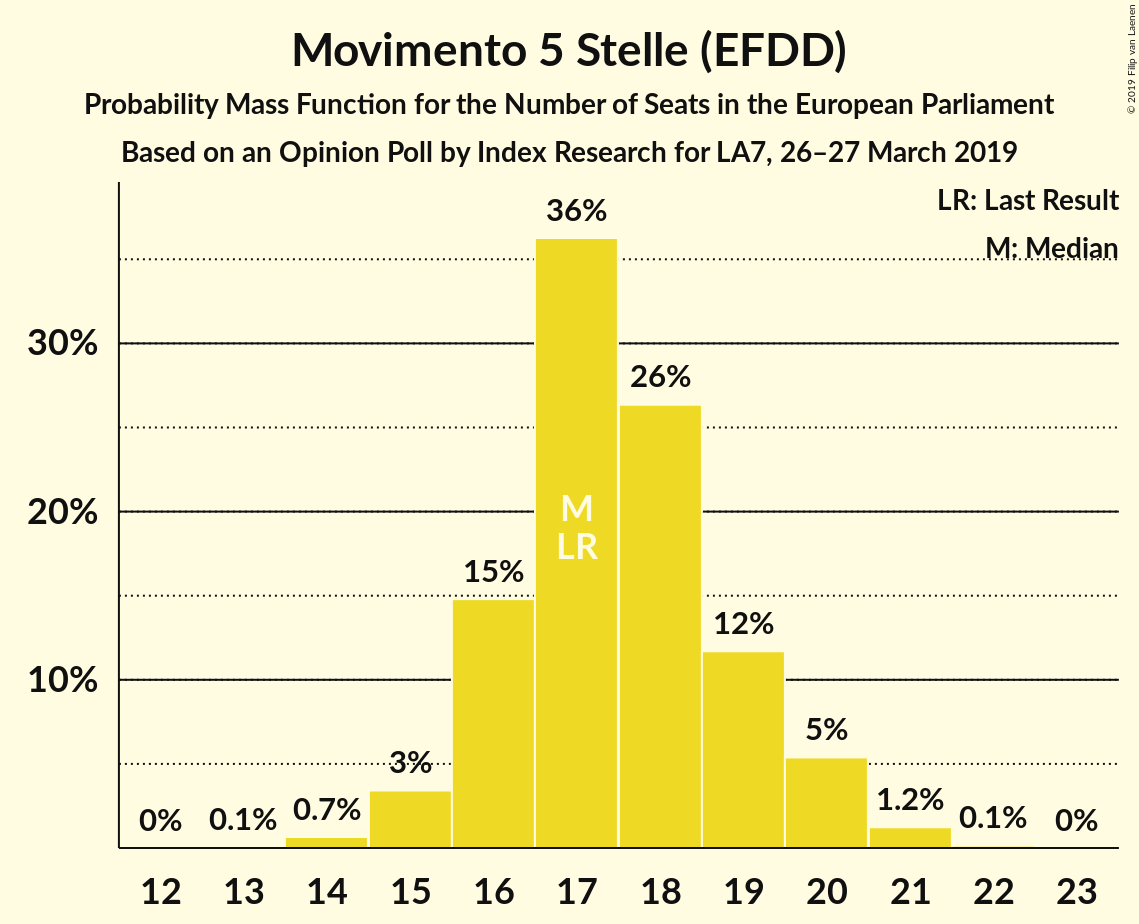 Movimento 5 Stelle (EFDD)
Probability Mass Function for the Number of Seats in the European Parliament
Based on an Opinion Poll by Index Research for LA7, 26–27 March 2019
© 2019 Filip van Laenen
LR: Last Result
M: Median
36%
30%
26%
20%
M
LR
15%
12%
10%
5%
3%
1.2%
0.7%
0.1%
0.1%
0%
0%
12 13 14 15 16 17 18 19 20 21 22 23